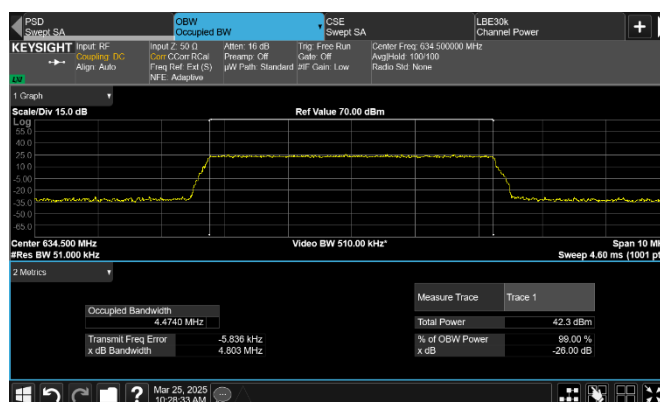 PSD
Swept SA
OBW
Occupied BW
CSE
Swept SA
LBE30k
Channel Power
KEYSIGHT
Input: RF
Coupling: DC
Align: Auto
Input Z: 50 Ω
Corr CCorr RCal
Freq Ref: Ext (S)
NFE: Adaptive
Atten: 16 dB
Preamp: Off
µW Path: Standard
Trig: Free Run
Gate: Off
#IF Gain: Low
Center Freq: 634.500000 MHz
Avg|Hold: 100/100
Radio Std: None
1 Graph
Scale/Div 15.0 dB
Ref Value 70.00 dBm
Log
55.0
40.0
25.0
10.0
-5.00
-20.0
-35.0
-50.0
-65.0
Center 634.500 MHz
Video BW 510.00 kHz*
Span 10 MH
#Res BW 51.000 kHz
Sweep 4.60 ms (1001 pt
2 Metrics
Measure Trace Trace 1
Occupied Bandwidth
4.4740 MHz
Total Power 42.3 dBm
Transmit Freq Error -5.836 kHz
% of OBW Power 99.00 %
x dB Bandwidth 4.803 MHz
x dB -26.00 dB
Mar 25, 2025
10:28:33 AM